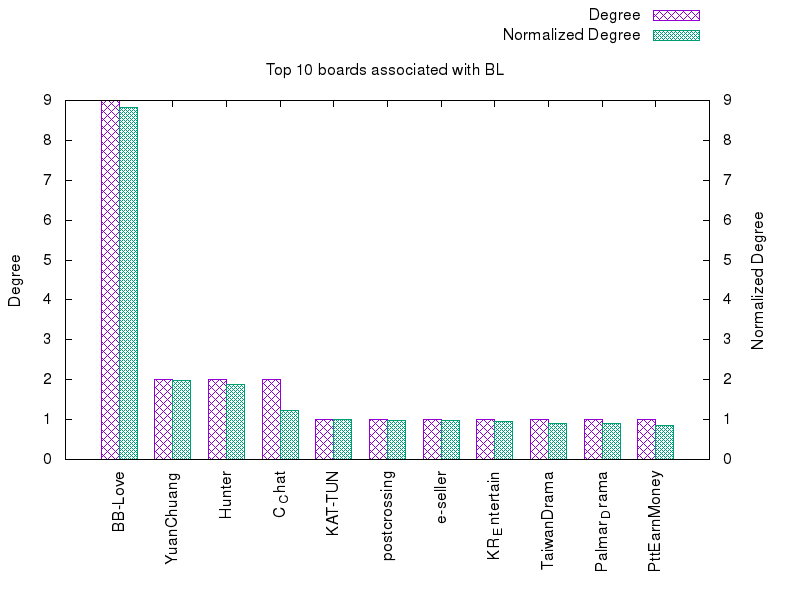 Degree
Normalized Degree
Top 10 boards associated with BL
9
8
7
6
5
4
3
2
1
0
Degree
9
8
7
6
5
4
3
2
1
0
Normalized Degree
BB-Love
YuanChuang
Hunter
C_Chat
KAT-TUN
postcrossing
e-seller
KR_Entertain
TaiwanDrama
Palmar_Drama
PttEarnMoney